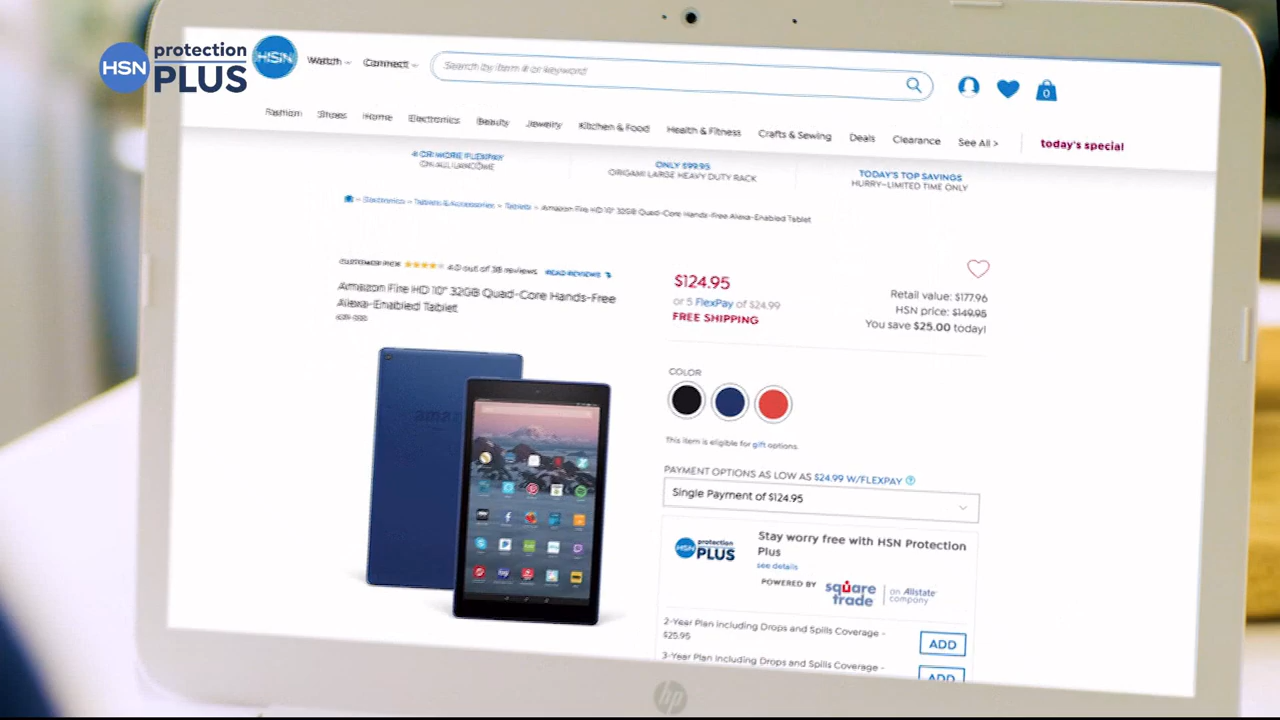 HSN protection PLUS
HSN Watch Connect Search by item # or keyword 0
Fashion Shoes Home Electronics Beauty Jewelry Kitchen & Food Health & Fitness Crafts & Sewing Deals Clearance See All > today's special
4 OR MORE FLEXPAY ONLY $99.95 TODAY'S TOP SAVINGS
ORIGAMI LARGE HEAVY DUTY RACK HURRY–LIMITED TIME ONLY
Electronics Tablets & Accessories Tablets Amazon Fire HD 10" 32GB Quad-Core Hands-Free Alexa-Enabled Tablet
CUSTOMER PICK 4.0 out of 38 reviews READ REVIEWS
Amazon Fire HD 10" 32GB Quad-Core Hands-Free
Alexa-Enabled Tablet
$124.95
or 5 FlexPay of $24.99
FREE SHIPPING
Retail value: $177.96
HSN price: $149.95
You save $25.00 today!
COLOR
This item is eligible for gift options.
PAYMENT OPTIONS AS LOW AS $24.99 W/FLEXPAY ?
Single Payment of $124.95
HSN protection PLUS
Stay worry free with HSN Protection
Plus
see details
POWERED BY square trade
an Allstate company
2-Year Plan Including Drops and Spills Coverage -
$25.95
ADD
3-Year Plan Including Drops and Spills Coverage -
ADD
hp